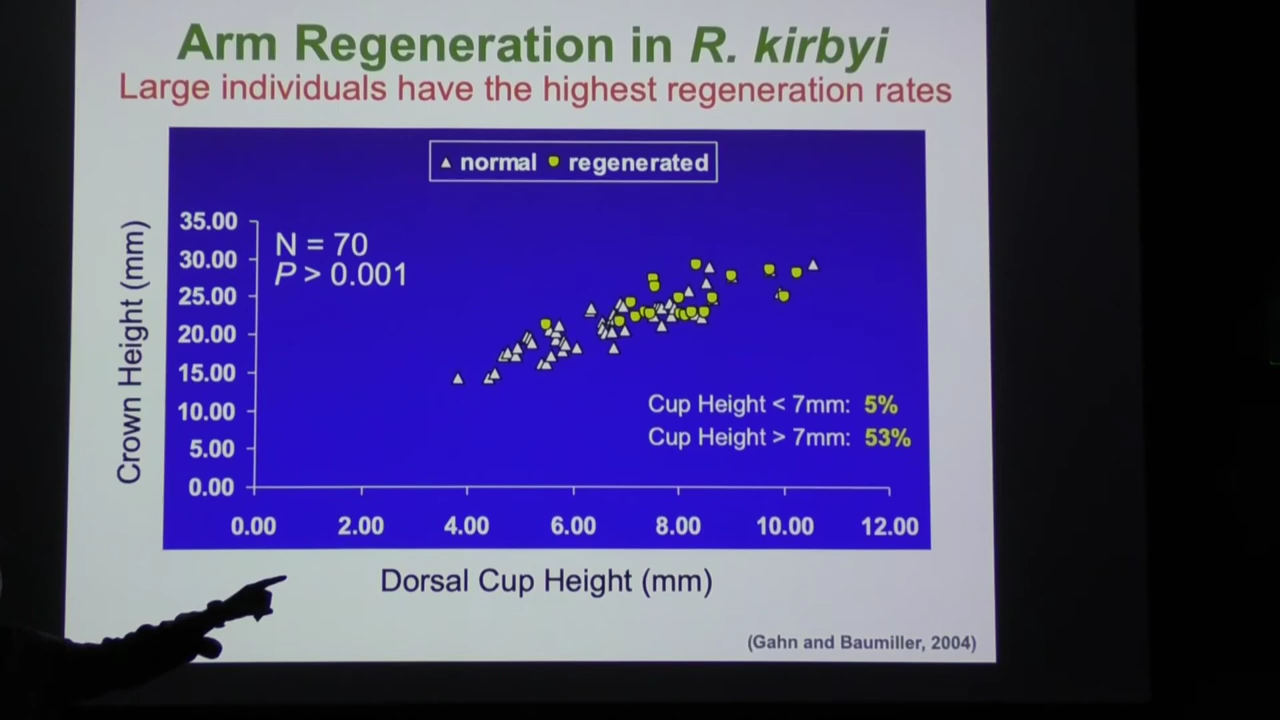 Arm Regeneration in R. kirbyi
Large individuals have the highest regeneration rates
normal regenerated
Crown Height (mm)
35.00
30.00
25.00
20.00
15.00
10.00
5.00
0.00
N = 70
P > 0.001
Cup Height < 7mm: 5%
Cup Height > 7mm: 53%
0.00 2.00 4.00 6.00 8.00 10.00 12.00
Dorsal Cup Height (mm)
(Gahn and Baumiller, 2004)